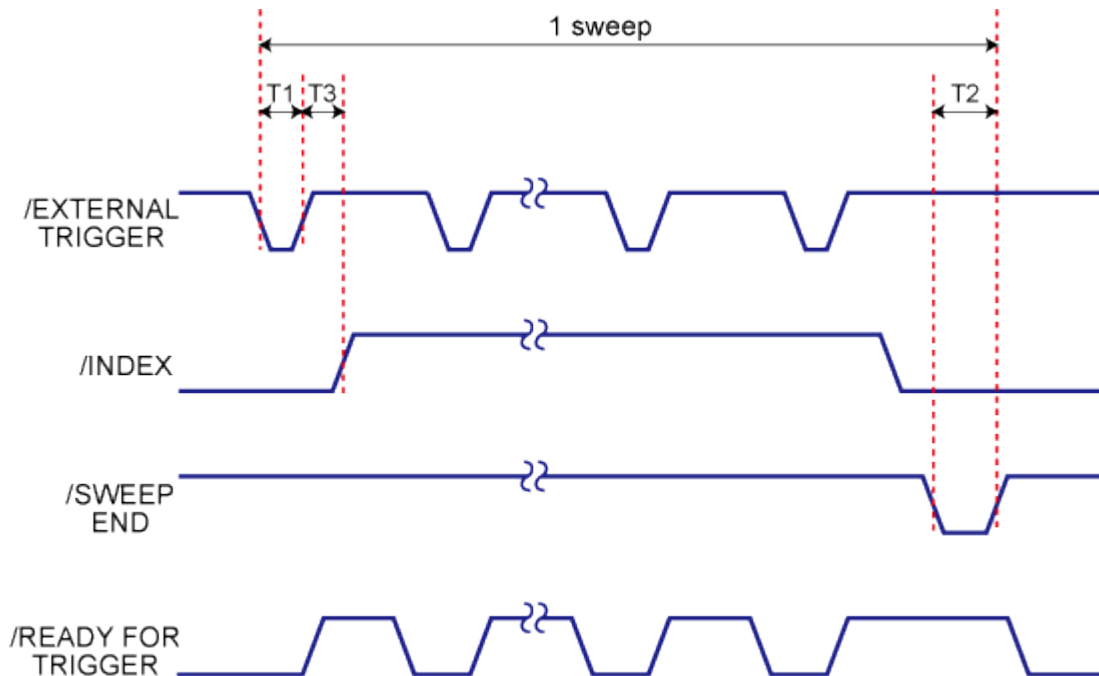 1 sweep
T1
T3
T2
/EXTERNAL
TRIGGER
/INDEX
/SWEEP
END
/READY FOR
TRIGGER